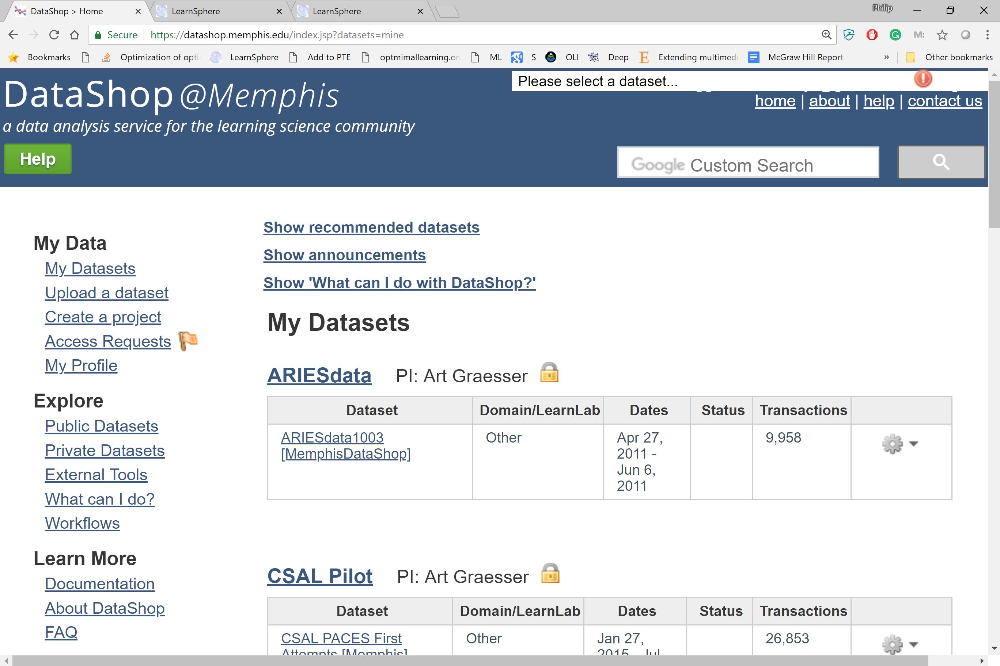 DataShop > Home
LearnSphere
LearnSphere
Philip
Secure
https://datashop.memphis.edu/index.jsp?datasets=mine
M:
Bookmarks
Optimization of opti
LearnSphere
Add to PTE
optmimallearning.or
ML
S
OLI
Deep
Extending multimedi
McGraw Hill Report -
»
Other bookmarks
DataShop @Memphis
Please select a dataset...
home | about | help | contact us
a data analysis service for the learning science community
Help
Google Custom Search
My Data
My Datasets
Upload a dataset
Create a project
Access Requests
My Profile
Explore
Public Datasets
Private Datasets
External Tools
What can I do?
Workflows
Learn More
Documentation
About DataShop
FAQ
Show recommended datasets
Show announcements
Show 'What can I do with DataShop?'
My Datasets
ARIESdata PI: Art Graesser
Dataset Domain/LearnLab Dates Status Transactions
ARIESdata1003 Other Apr 27, 9,958
[MemphisDataShop] 2011 -
Jun 6,
2011
CSAL Pilot PI: Art Graesser
Dataset Domain/LearnLab Dates Status Transactions
CSAL PACES First Other Jan 27, 26,853
Attempts [Memphis] 2015 - Jul